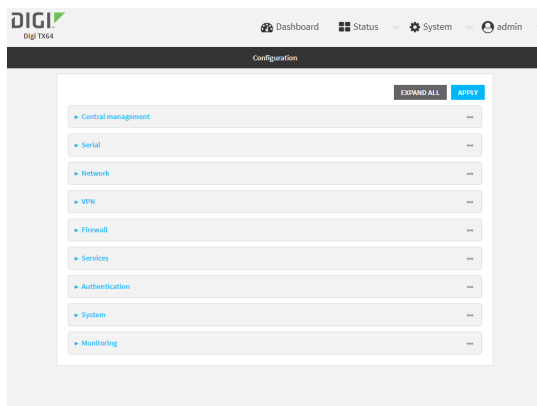 DIGI
Digi TX64
Dashboard Status System admin
Configuration
EXPAND ALL APPLY
Central management
Serial
Network
VPN
Firewall
Services
Authentication
System
Monitoring